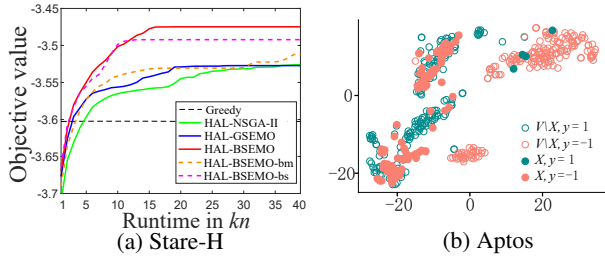 -3.45
-3.5
-3.55
-3.6
-3.65
-3.7
Objective value
Greedy
HAL-NSGA-II
HAL-GSEMO
HAL-BSEMO
HAL-BSEMO-bm
HAL-BSEMO-bs
1 5 10 15 20 25 30 35 40
Runtime in kn
(a) Stare-H
0
-20
V\X, y = 1
V\X, y = −1
X, y = 1
X, y = −1
−20 0 20
(b) Aptos